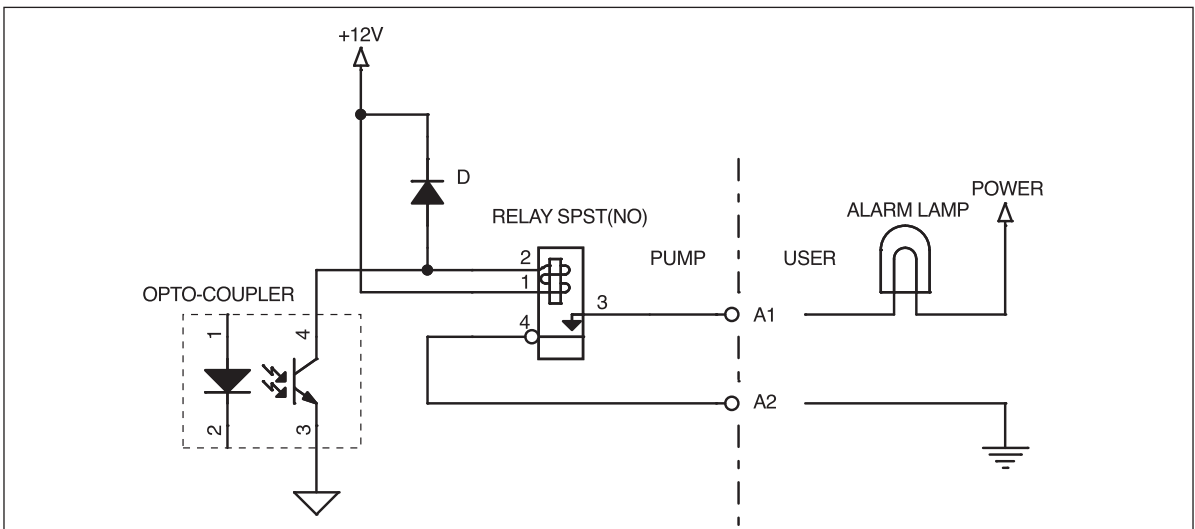 +12V
D
POWER
RELAY SPST(NO)
ALARM LAMP
2
PUMP
USER
1
OPTO-COUPLER
3
A1
4
1
4
2
3
A2